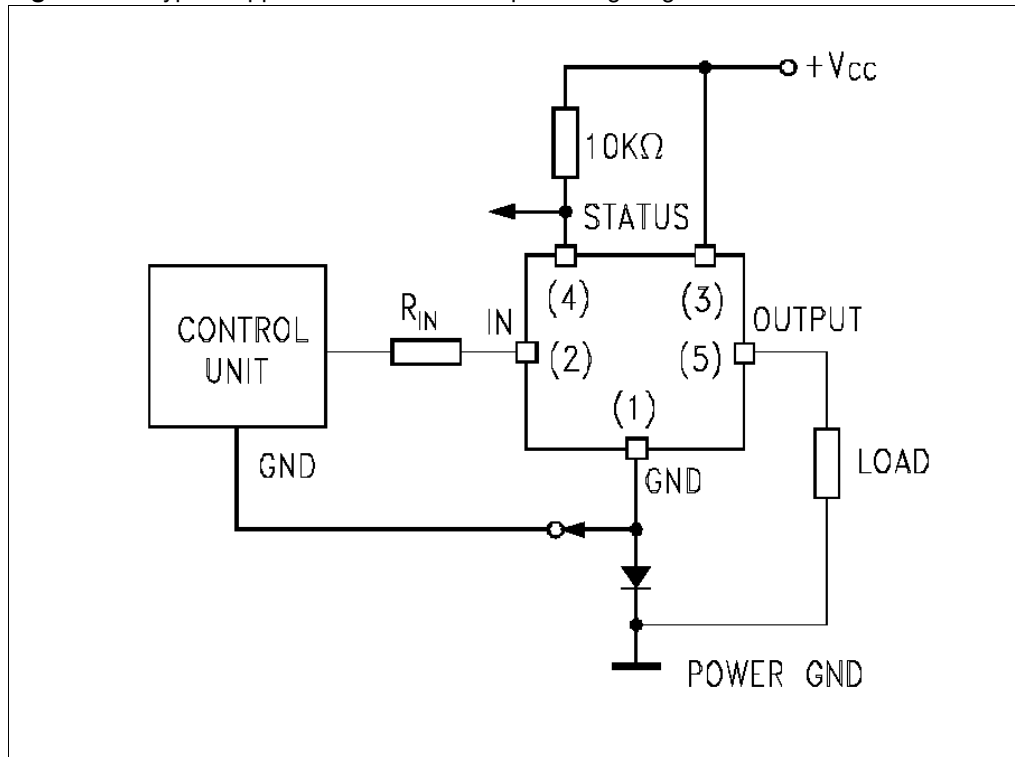 +VCC
10KΩ
STATUS
(4)
(3)
CONTROL
UNIT
RIN
IN
(2)
(5)
OUTPUT
(1)
GND
GND
LOAD
POWER GND